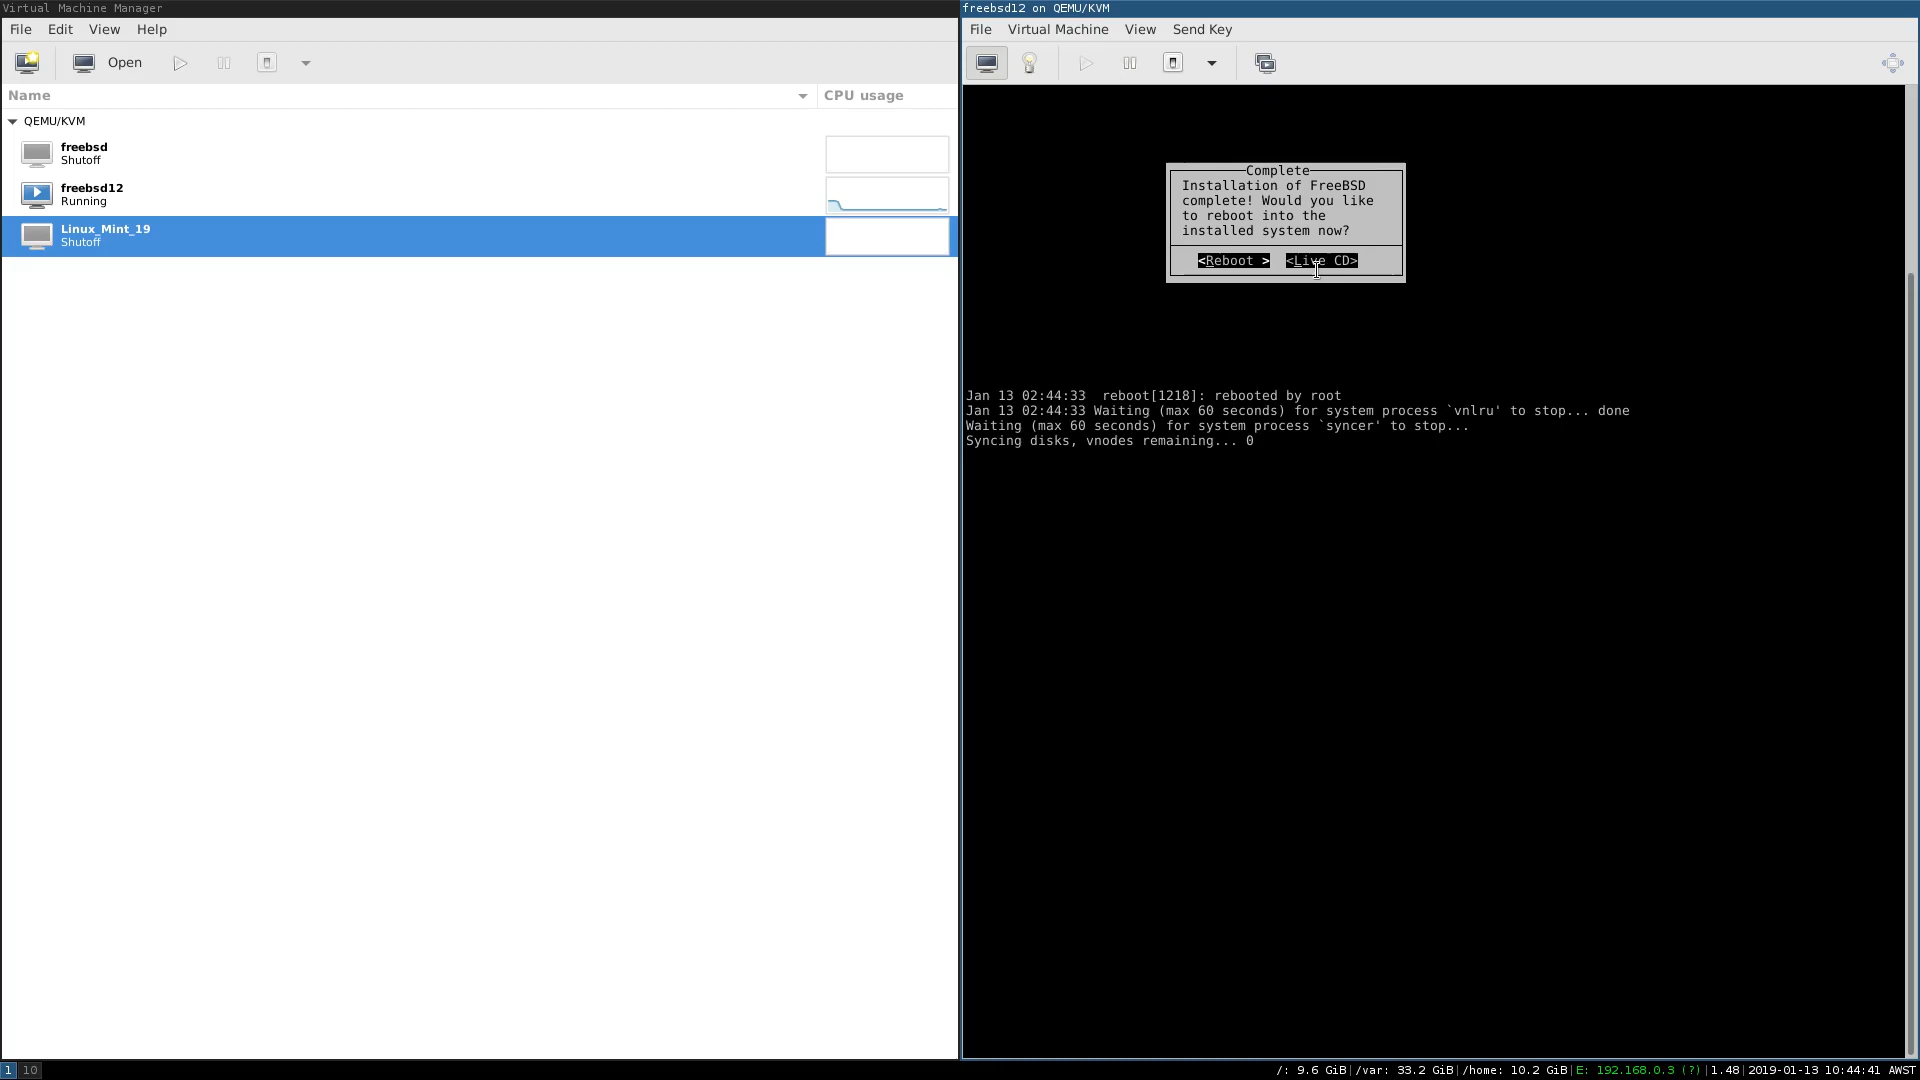 Virtual Machine Manager
File Edit View Help
Open
Name CPU usage
QEMU/KVM
freebsd
Shutoff
freebsd12
Running
Linux_Mint_19
Shutoff
freebsd12 on QEMU/KVM
File Virtual Machine View Send Key
Complete
Installation of FreeBSD
complete! Would you like
to reboot into the
installed system now?
<Reboot > <Live CD>
Jan 13 02:44:33  reboot[1218]: rebooted by root
Jan 13 02:44:33 Waiting (max 60 seconds) for system process `vnlru' to stop... done
Waiting (max 60 seconds) for system process `syncer' to stop...
Syncing disks, vnodes remaining... 0
1 10
/: 9.6 GiB|/var: 33.2 GiB|/home: 10.2 GiB|E: 192.168.0.3 (?)|1.48|2019-01-13 10:44:41 AWST